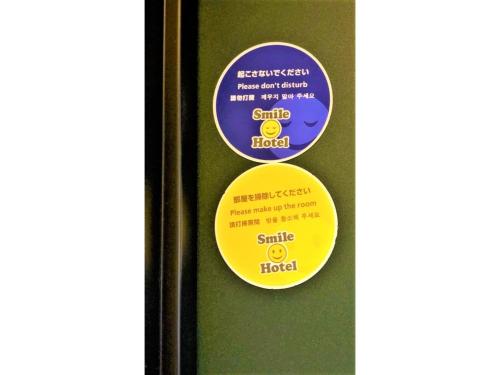 起こさないでください
Please don't disturb
請勿打擾 깨우지 말아 주세요
Smile
Hotel
部屋を掃除してください
Please make up the room
請打掃房間 방을 청소해 주세요
Smile
Hotel